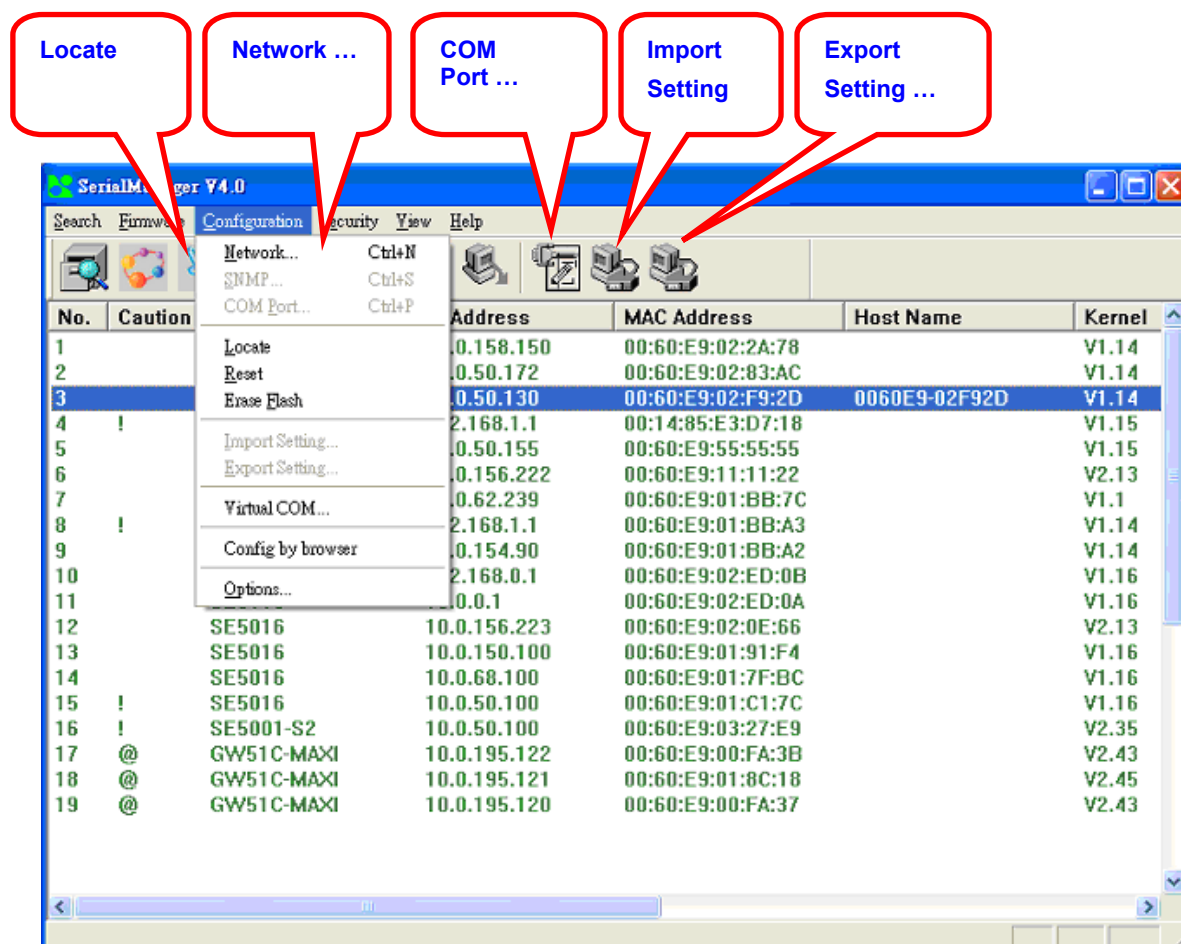 Locate
Network …
COM
Port …
Import
Setting
Export
Setting …
V4.0
Search Configuration View Help
Network... Ctrl+N
SNMP... Ctrl+S
COM Port... Ctrl+P
Locate
Reset
Erase Flash
Import Setting...
Export Setting...
Virtual COM...
Config by browser
Options...
No. Caution Address MAC Address Host Name Kernel
1 .0.158.150 00:60:E9:02:2A:78 V1.14
2 .0.50.172 00:60:E9:02:83:AC V1.14
3 .0.50.130 00:60:E9:02:F9:2D 0060E9-02F92D V1.14
4 ! 2.168.1.1 00:14:85:E3:D7:18 V1.15
5 .0.50.155 00:60:E9:55:55:55 V1.15
6 .0.156.222 00:60:E9:11:11:22 V2.13
7 .0.62.239 00:60:E9:01:BB:7C V1.1
8 ! 2.168.1.1 00:60:E9:01:BB:A3 V1.14
9 .0.154.90 00:60:E9:01:BB:A2 V1.14
10 2.168.0.1 00:60:E9:02:ED:0B V1.16
11 .0.0.1 00:60:E9:02:ED:0A V1.16
12 SE5016 10.0.156.223 00:60:E9:02:0E:66 V2.13
13 SE5016 10.0.150.100 00:60:E9:01:91:F4 V1.16
14 SE5016 10.0.68.100 00:60:E9:01:7F:BC V1.16
15 ! SE5016 10.0.50.100 00:60:E9:01:C1:7C V1.16
16 ! SE5001-S2 10.0.50.100 00:60:E9:03:27:E9 V2.35
17 @ GW51C-MAXI 10.0.195.122 00:60:E9:00:FA:3B V2.43
18 @ GW51C-MAXI 10.0.195.121 00:60:E9:01:8C:18 V2.45
19 @ GW51C-MAXI 10.0.195.120 00:60:E9:00:FA:37 V2.43